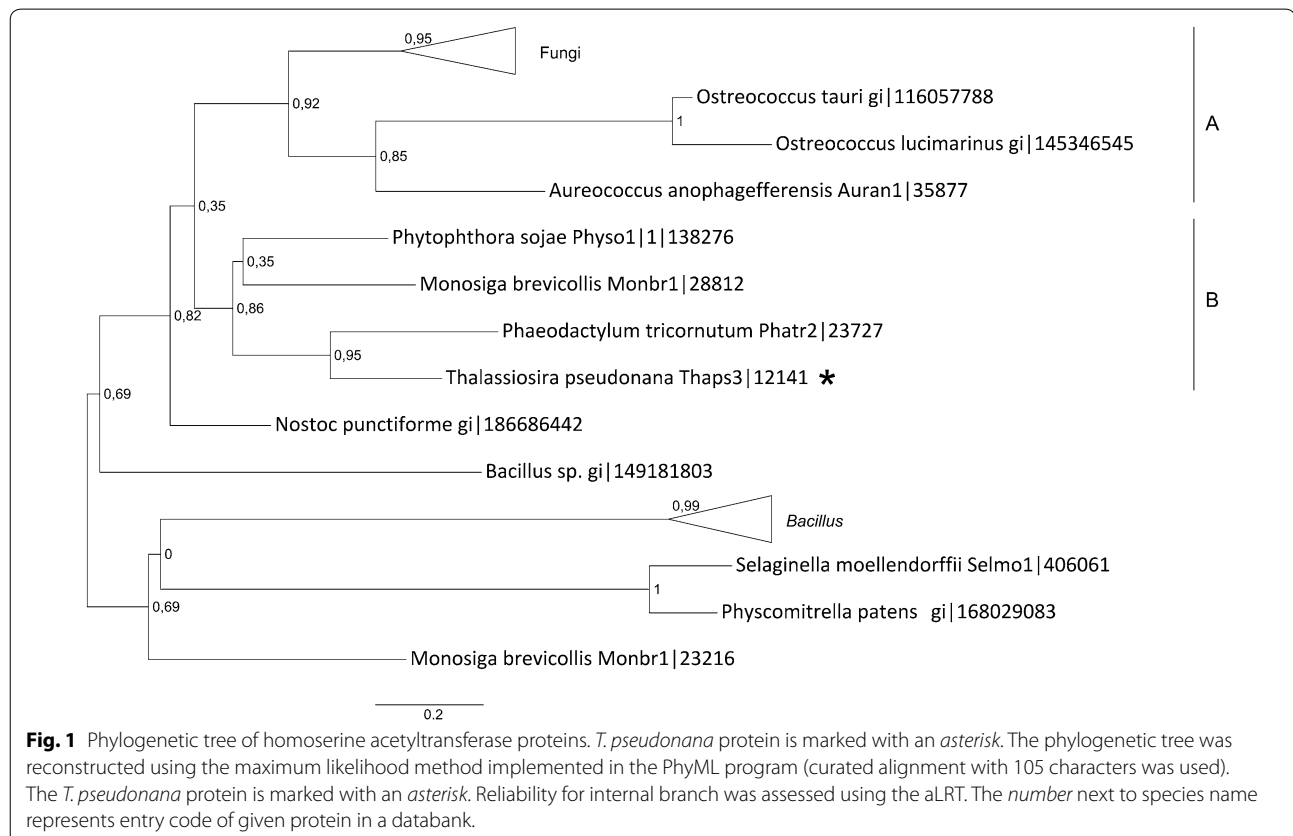 0,95
Fungi
0,92
Ostreococcus tauri gi|116057788
1
A
Ostreococcus lucimarinus gi|145346545
0,85
Aureococcus anophagefferensis Auran1|35877
0,35
Phytophthora sojae Physo1|1|138276
0,35
Monosiga brevicollis Monbr1|28812
B
0,82
0,86
Phaeodactylum tricornutum Phatr2|23727
0,95
Thalassiosira pseudonana Thaps3|12141 *
0,69
Nostoc punctiforme gi|186686442
Bacillus sp. gi|149181803
0,99
Bacillus
0
Selaginella moellendorffii Selmo1|406061
1
0,69
Physcomitrella patens gi|168029083
Monosiga brevicollis Monbr1|23216
0.2
Fig. 1 Phylogenetic tree of homoserine acetyltransferase proteins. T. pseudonana protein is marked with an asterisk. The phylogenetic tree was
reconstructed using the maximum likelihood method implemented in the PhyML program (curated alignment with 105 characters was used).
The T. pseudonana protein is marked with an asterisk. Reliability for internal branch was assessed using the aLRT. The number next to species name
represents entry code of given protein in a databank.